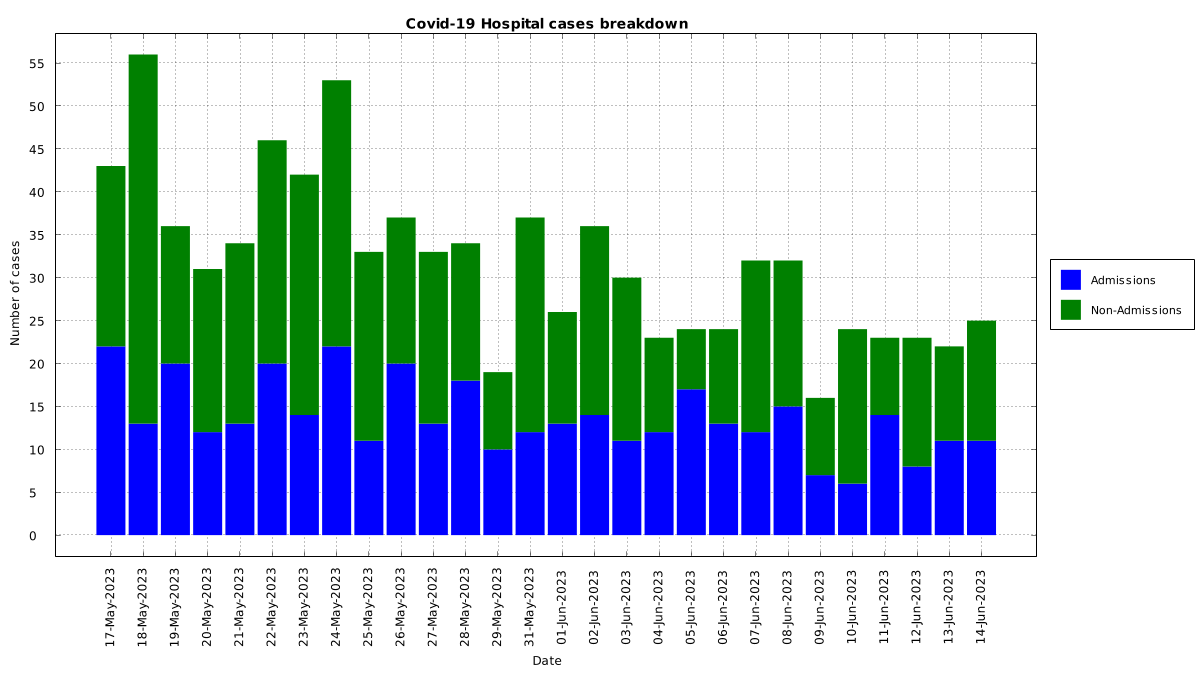 Covid-19 Hospital cases breakdown
Number of cases
55
50
45
40
35
30
25
20
15
10
5
0
17-May-2023
18-May-2023
19-May-2023
20-May-2023
21-May-2023
22-May-2023
23-May-2023
24-May-2023
25-May-2023
26-May-2023
27-May-2023
28-May-2023
29-May-2023
31-May-2023
01-Jun-2023
02-Jun-2023
03-Jun-2023
04-Jun-2023
05-Jun-2023
06-Jun-2023
07-Jun-2023
08-Jun-2023
09-Jun-2023
10-Jun-2023
11-Jun-2023
12-Jun-2023
13-Jun-2023
14-Jun-2023
Date
Admissions
Non-Admissions